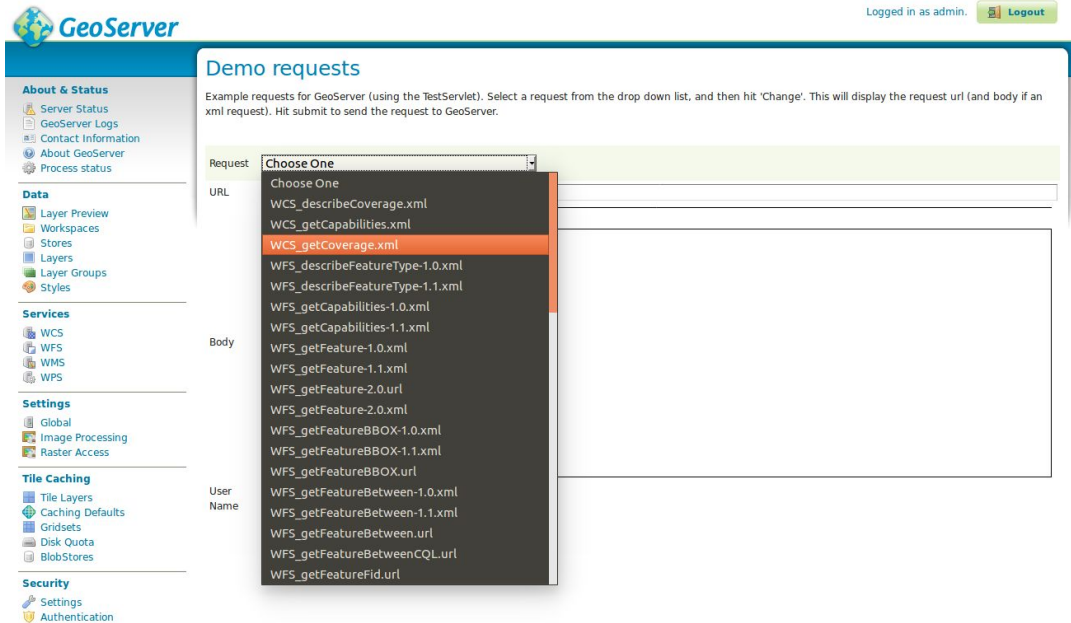 GeoServer
Logged in as admin.
Logout
About & Status
Server Status
GeoServer Logs
Contact Information
About GeoServer
Process status
Data
Layer Preview
Workspaces
Stores
Layers
Layer Groups
Styles
Services
WCS
WFS
WMS
WPS
Settings
Global
Image Processing
Raster Access
Tile Caching
Tile Layers
Caching Defaults
Gridsets
Disk Quota
BlobStores
Security
Settings
Authentication
Demo requests
Example requests for GeoServer (using the TestServlet). Select a request from the drop down list, and then hit 'Change'. This will display the request url (and body if an
xml request). Hit submit to send the request to GeoServer.
Request
Choose One
URL
Choose One
WCS_describeCoverage.xml
WCS_getCapabilities.xml
WCS_getCoverage.xml
WFS_describeFeatureType-1.0.xml
WFS_describeFeatureType-1.1.xml
WFS_getCapabilities-1.0.xml
WFS_getCapabilities-1.1.xml
WFS_getFeature-1.0.xml
WFS_getFeature-1.1.xml
WFS_getFeature-2.0.url
WFS_getFeature-2.0.xml
WFS_getFeatureBBOX-1.0.xml
WFS_getFeatureBBOX-1.1.xml
WFS_getFeatureBBOX.url
WFS_getFeatureBetween-1.0.xml
WFS_getFeatureBetween-1.1.xml
WFS_getFeatureBetween.url
WFS_getFeatureBetweenCQL.url
WFS_getFeatureFid.url
Body
User
Name